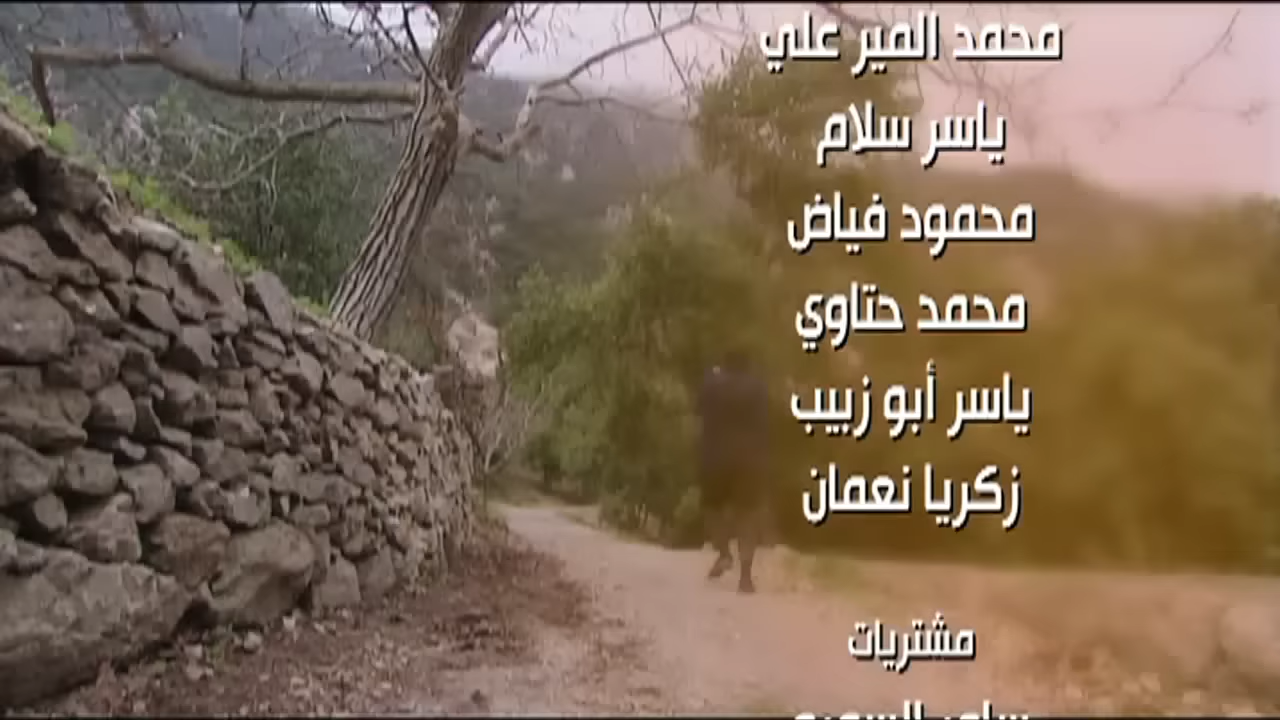 محمد المير علي
ياسر سلام
محمود فياض
محمد حتاوي
ياسر أبو زبيب
زكريا نعمان
مشتريات